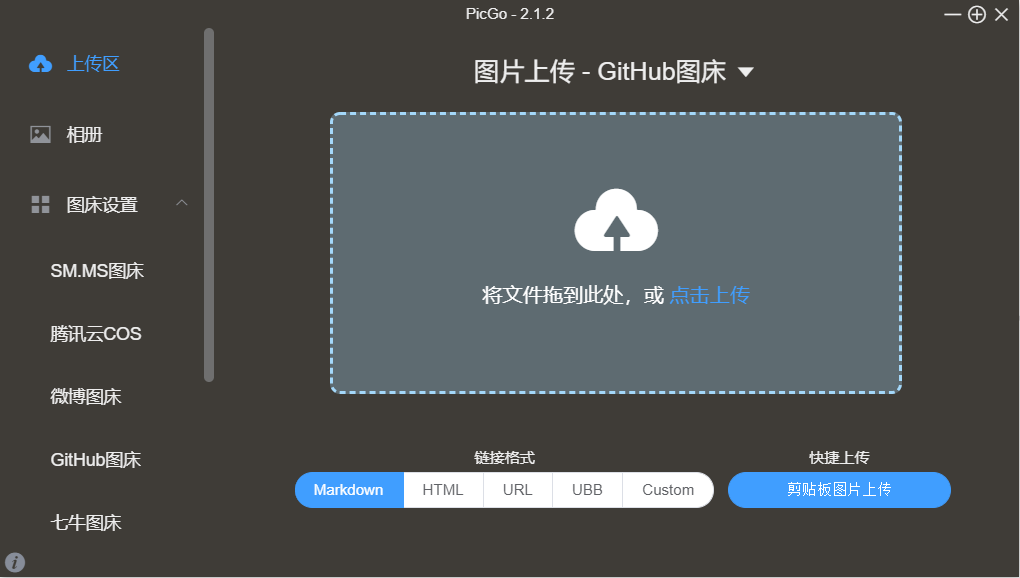 PicGo - 2.1.2
上传区
相册
图床设置
SM.MS图床
腾讯云COS
微博图床
GitHub图床
七牛图床
图片上传 - GitHub图床
将文件拖到此处，或 点击上传
链接格式
Markdown HTML URL UBB Custom
快捷上传
剪贴板图片上传